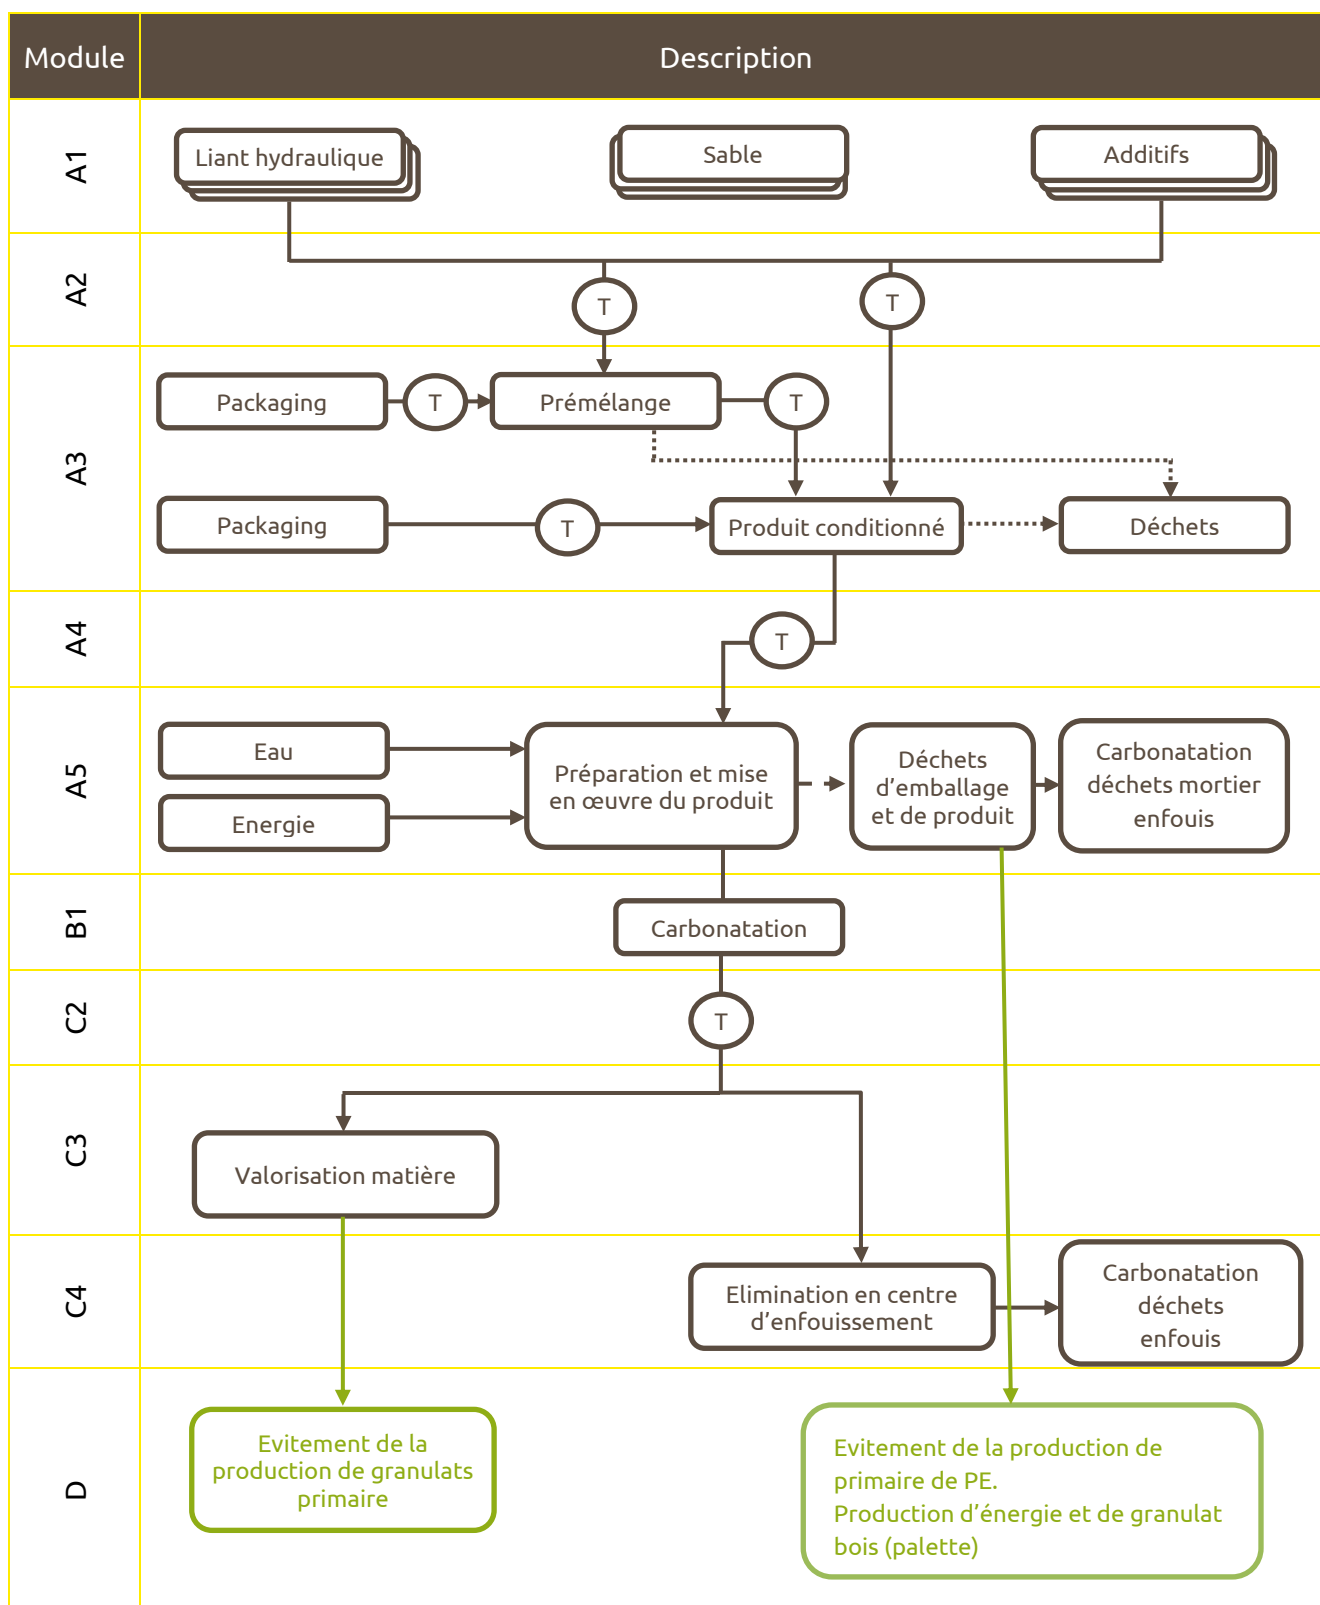 Module
Description
A1
Liant hydraulique
Sable
Additifs
A2
T
T
A3
Packaging
T
Prémélange
T
Packaging
T
Produit conditionné
Déchets
A4
T
A5
Eau
Energie
Préparation et mise
en œuvre du produit
Déchets
d’emballage
et de produit
Carbonatation
déchets mortier
enfouis
B1
Carbonatation
C2
T
C3
Valorisation matière
C4
Elimination en centre
d’enfouissement
Carbonatation
déchets
enfouis
D
Evitement de la
production de granulats
primaire
Evitement de la production de
primaire de PE.
Production d’énergie et de granulat
bois (palette)